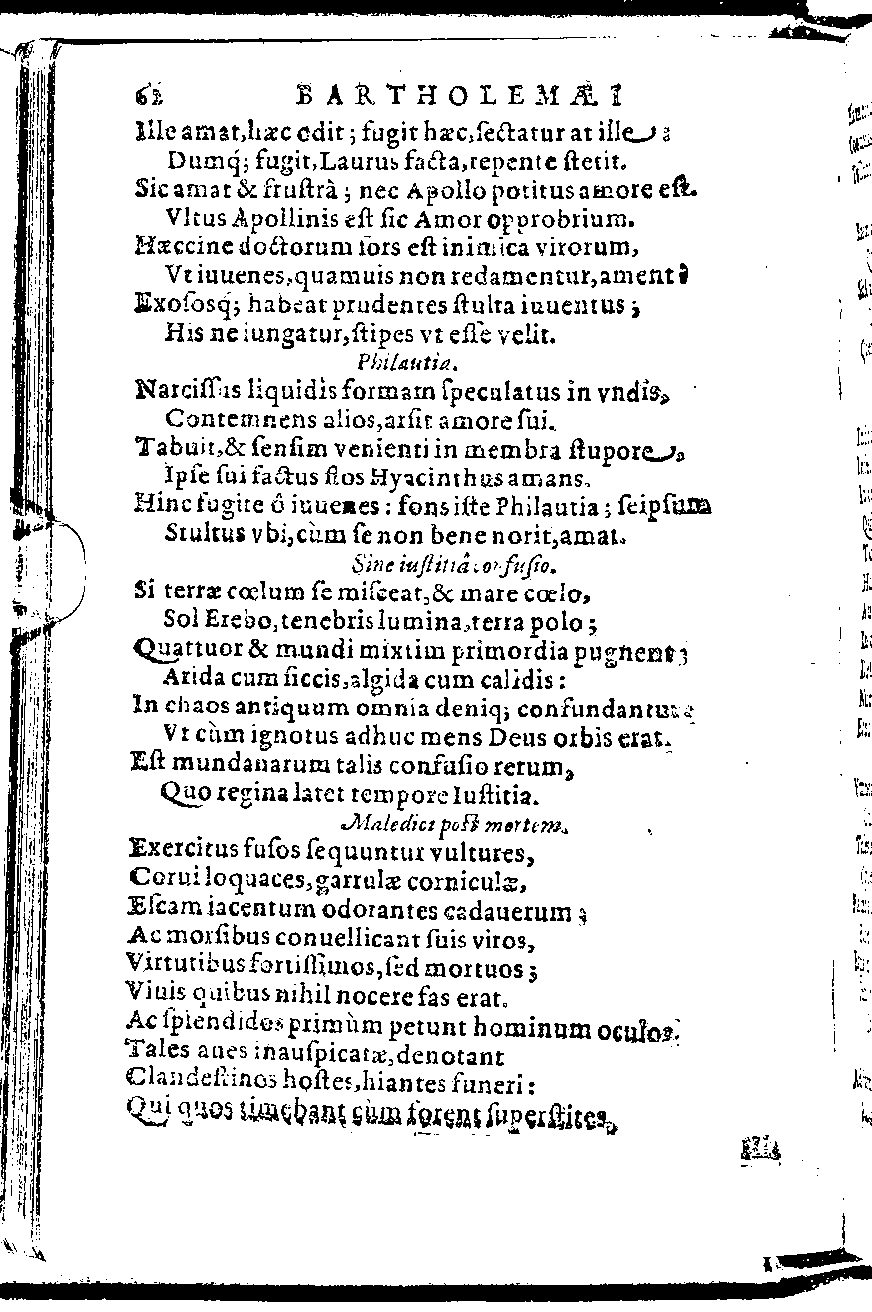 62 BARTHOLEMÆI
Ille amat, hæc odit; fugit hæc, ſectatur at ille:
Dumq́; fugit, Laurus facta, repente ſtetit.
Sic amat & fruſtrà; nec Apollo potitus amore eſt.
Vltus Apollinis eſt ſic Amor opprobrium.
Hæccine doctorum ſors eſt inimica virorum,
Vt iuuenes, quamuis non redamentur, ament?
Exoſosq́; habeat prudentes ſtulta iuuentus;
His ne iungatur, ſtipes vt eſſe velit.
Philautia.
Narciſſus liquidis formam ſpeculatus in vndis,
Contemnens alios, arſit amore ſui.
Tabuit, & ſenſim venienti in membra ſtupore,
Ipſe ſui factus flos Hyacinthus amans.
Hinc fugite ô iuuenes: fons iſte Philautia; ſeipſum
Stultus vbi, cùm ſe non bene norit, amat.
Sine iuſtitiâ confuſio.
Si terræ cœlum ſe miſceat, & mare cœlo,
Sol Erebo, tenebris lumina, terra polo;
Quattuor & mundi mixtim primordia pugnent;
Arida cum ſiccis, algida cum calidis:
In chaos antiquum omnia deniq; confundantur:
Vt cùm ignotus adhuc mens Deus orbis erat.
Eſt mundanarum talis confuſio rerum,
Quo regina latet tempore Iuſtitia.
Maledici poſt mortem.
Exercitus fuſos ſequuntur vultures,
Corui loquaces, garrulæ corniculæ,
Eſcam iacentum odorantes cadauerum;
Ac morſibus conuellicant ſuis viros,
Virtutibus fortiſſimos, ſed mortuos;
Viuis quibus nihil nocere fas erat.
Ac ſplendidos primùm petunt hominum oculos.
Tales aues inauſpicatæ, denotant
Clandeſtinos hoſtes, hiantes funeri:
Qui quos timebant cùm forent ſuperſtites,